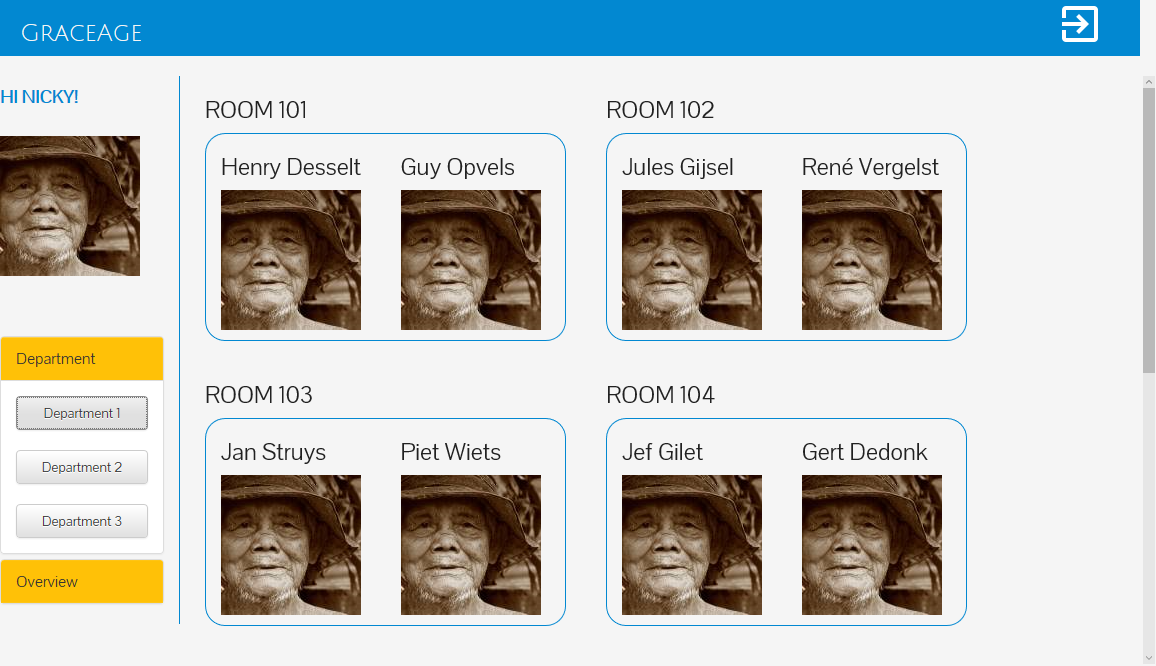 GRACEAGE
HI NICKY!
Department
Department 1
Department 2
Department 3
Overview
ROOM 101
Henry Desselt
Guy Opvels
ROOM 102
Jules Gijsel
René Vergelst
ROOM 103
Jan Struys
Piet Wiets
ROOM 104
Jef Gilet
Gert Dedonk